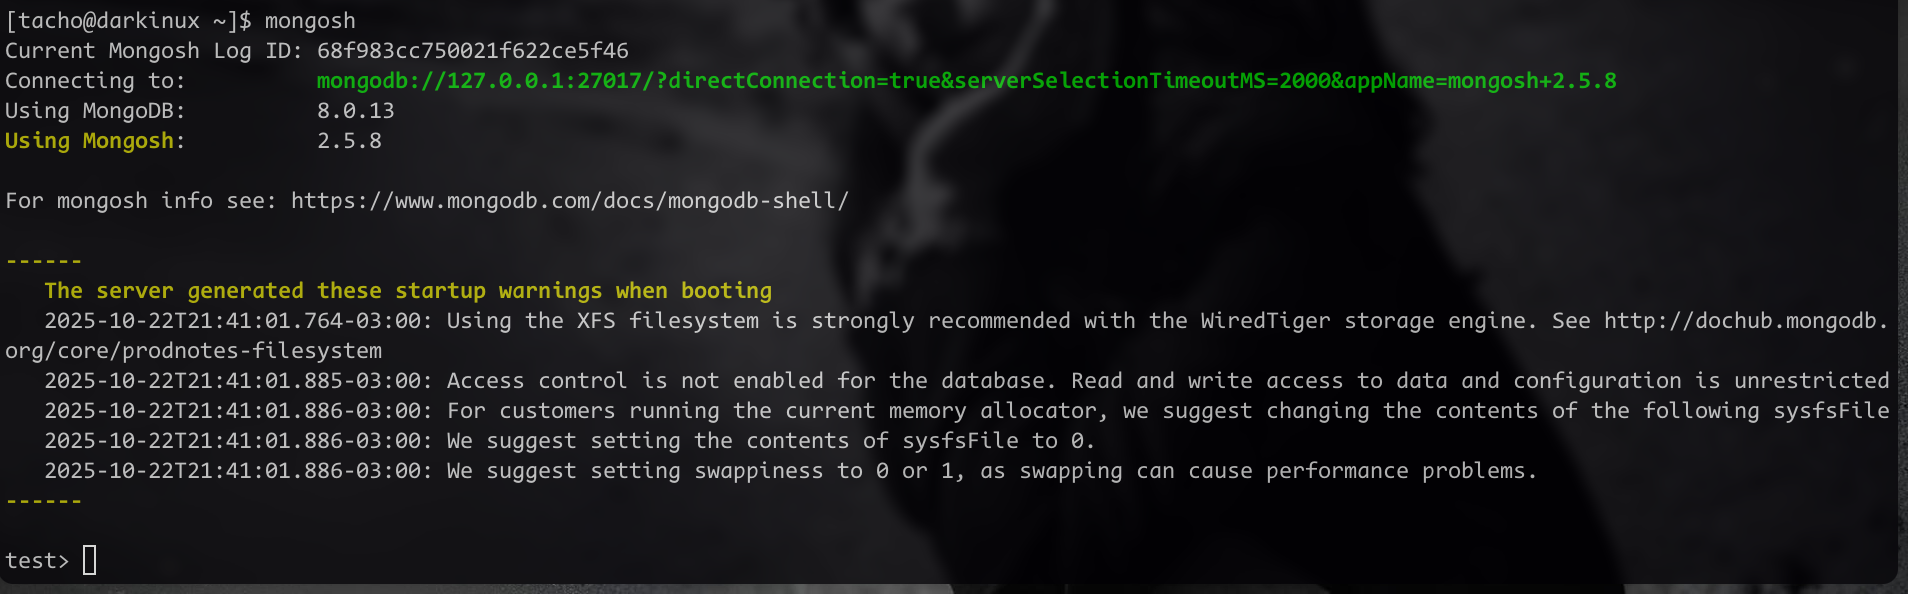 [tacho@darkinux ~]$ mongosh
Current Mongosh Log ID: 68f983cc750021f622ce5f46
Connecting to:          mongodb://127.0.0.1:27017/?directConnection=true&serverSelectionTimeoutMS=2000&appName=mongosh+2.5.8
Using MongoDB:          8.0.13
Using Mongosh:          2.5.8
For mongosh info see: https://www.mongodb.com/docs/mongodb-shell/
------
   The server generated these startup warnings when booting
   2025-10-22T21:41:01.764-03:00: Using the XFS filesystem is strongly recommended with the WiredTiger storage engine. See http://dochub.mongodb.
org/core/prodnotes-filesystem
   2025-10-22T21:41:01.885-03:00: Access control is not enabled for the database. Read and write access to data and configuration is unrestricted
   2025-10-22T21:41:01.886-03:00: For customers running the current memory allocator, we suggest changing the contents of the following sysfsFile
   2025-10-22T21:41:01.886-03:00: We suggest setting the contents of sysfsFile to 0.
   2025-10-22T21:41:01.886-03:00: We suggest setting swappiness to 0 or 1, as swapping can cause performance problems.
------
test>